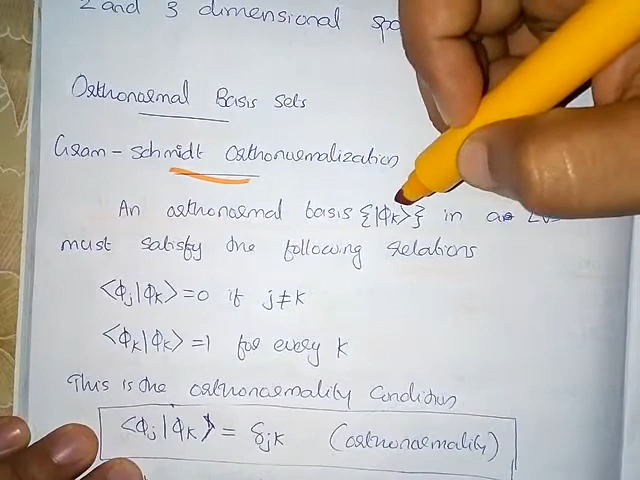 2 and 3 dimensional
Orthonormal Basis Sets
Gram - Schmidt Orthonormalization
An orthonormal basis {|ϕk⟩} in a
must satisfy the following relations
⟨ϕj|ϕk⟩=0 if j≠k
⟨ϕk|ϕk⟩=1 for every k
This is the orthonormality condition
⟨ϕj|ϕk⟩ = δjk (orthonormality)